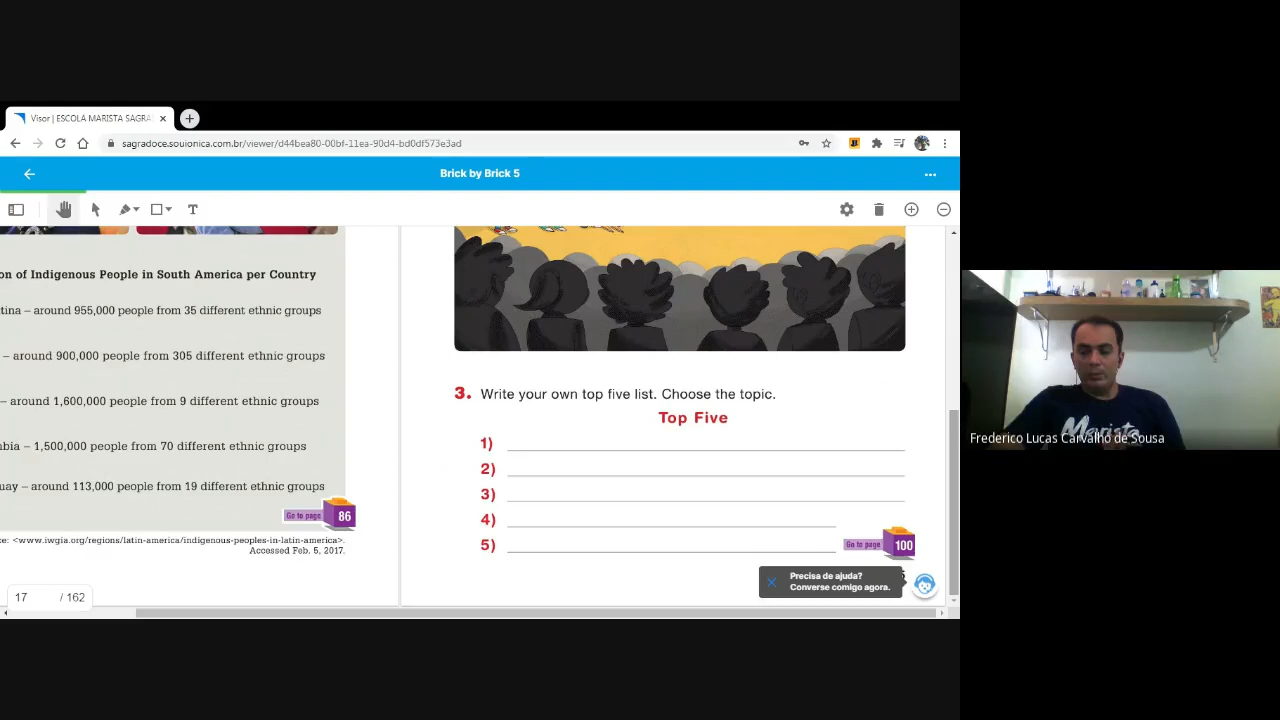 Visor | ESCOLA MARISTA SAGRA
sagradofs.souionica.com.br/viewer/d44bea80-00bf-11ea-90d4-bd0df573e3ad
Brick by Brick 5
T
on of Indigenous People in South America per Country
tina – around 955,000 people from 35 different ethnic groups
– around 900,000 people from 305 different ethnic groups
– around 1,600,000 people from 9 different ethnic groups
bia – 1,500,000 people from 70 different ethnic groups
uay – around 113,000 people from 19 different ethnic groups
Go to page 86
e: <www.iwgia.org/regions/latin-america/indigenous-peoples-in-latin-america>.
Accessed Feb. 5, 2017.
17 / 162
3. Write your own top five list. Choose the topic.
Top Five
1)
2)
3)
4)
5)
Go to page 100
Precisa de ajuda?
Converse comigo agora.
Marista
Frederico Lucas Carvalho de Sousa